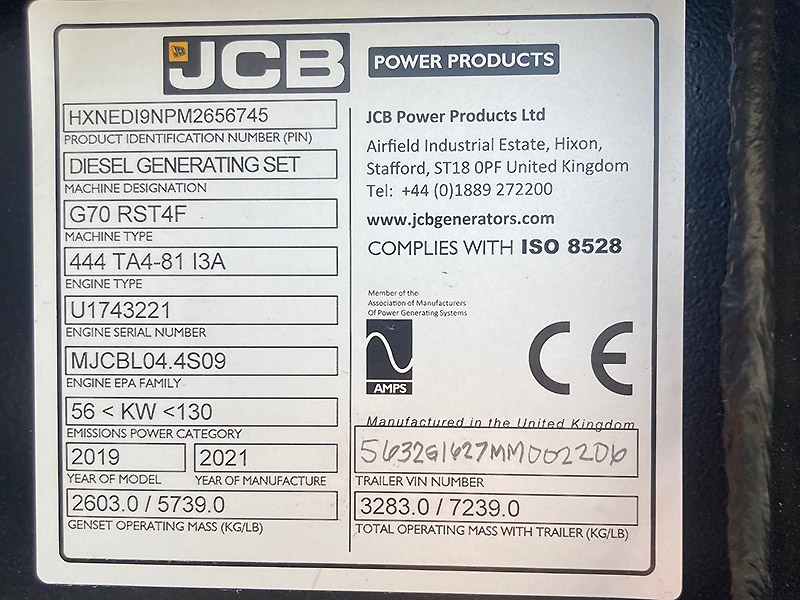 JCB
JCB POWER PRODUCTS
HXNEDI9NPM2656745
PRODUCT IDENTIFICATION NUMBER (PIN)
DIESEL GENERATING SET
MACHINE DESIGNATION
G70 RST4F
MACHINE TYPE
444 TA4-81 I3A
ENGINE TYPE
U1743221
ENGINE SERIAL NUMBER
MJCBL04.4S09
ENGINE EPA FAMILY
56 < KW <130
EMISSIONS POWER CATEGORY
2019 2021
YEAR OF MODEL YEAR OF MANUFACTURE
2603.0 / 5739.0
GENSET OPERATING MASS (KG/LB)
JCB Power Products Ltd
Airfield Industrial Estate, Hixon,
Stafford, ST18 0PF United Kingdom
Tel: +44 (0)1889 272200
www.jcbgenerators.com
COMPLIES WITH ISO 8528
Member of the
Association of Manufacturers
Of Power Generating Systems
AMPS
CE
Manufactured in the United Kingdom
5632G1627MM002206
TRAILER VIN NUMBER
3283.0 / 7239.0
TOTAL OPERATING MASS WITH TRAILER (KG/LB)